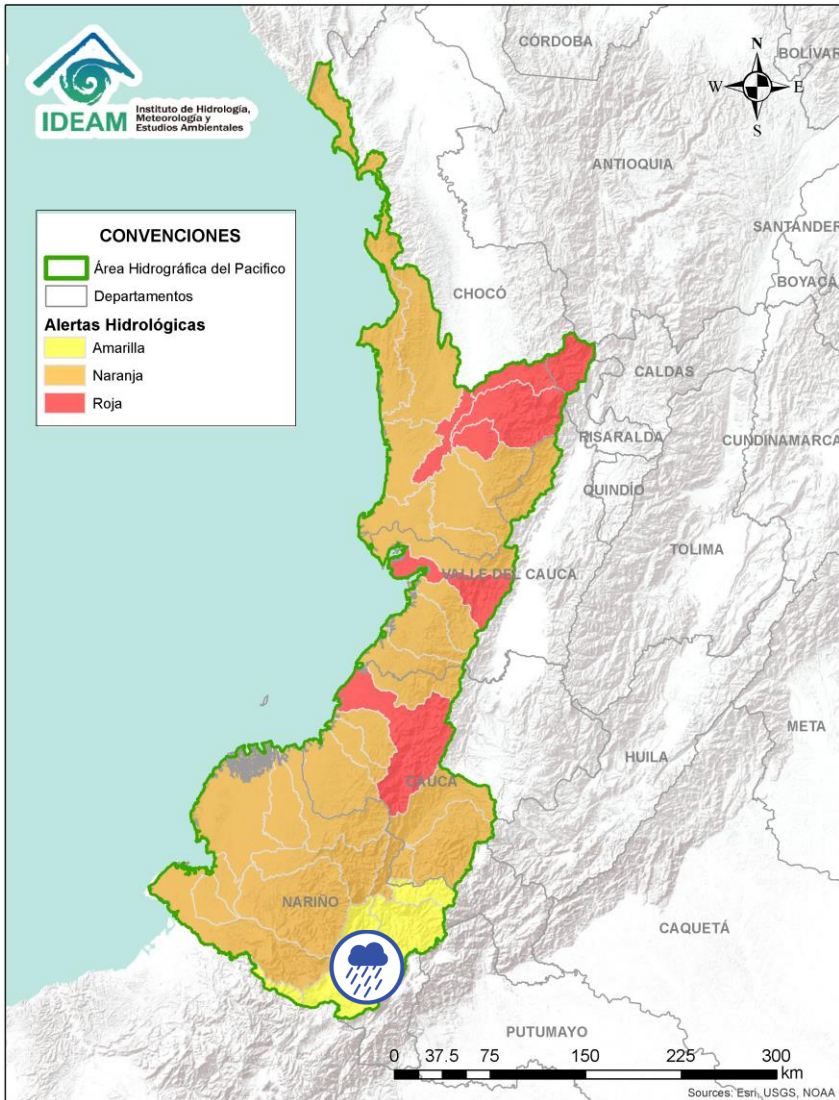 IDEAM
Instituto de Hidrología,
Meteorología y
Estudios Ambientales
CÓRDOBA
BOLÍVAR
N
W E
S
ANTIOQUIA
CONVENCIONES
Área Hidrográfica del Pacifico
Departamentos
Alertas Hidrológicas
Amarilla
Naranja
Roja
SANTANDER
BOYACÁ
CHOCÓ
CALDAS
RISARALDA
CUNDINAMARCA
QUINDÍO
TOLIMA
VALLE DEL CAUCA
META
HUILA
CAUCA
NARIÑO
CAQUETÁ
PUTUMAYO
0 37.5 75 150 225 300
km
Sources: Esri, USGS, NOAA